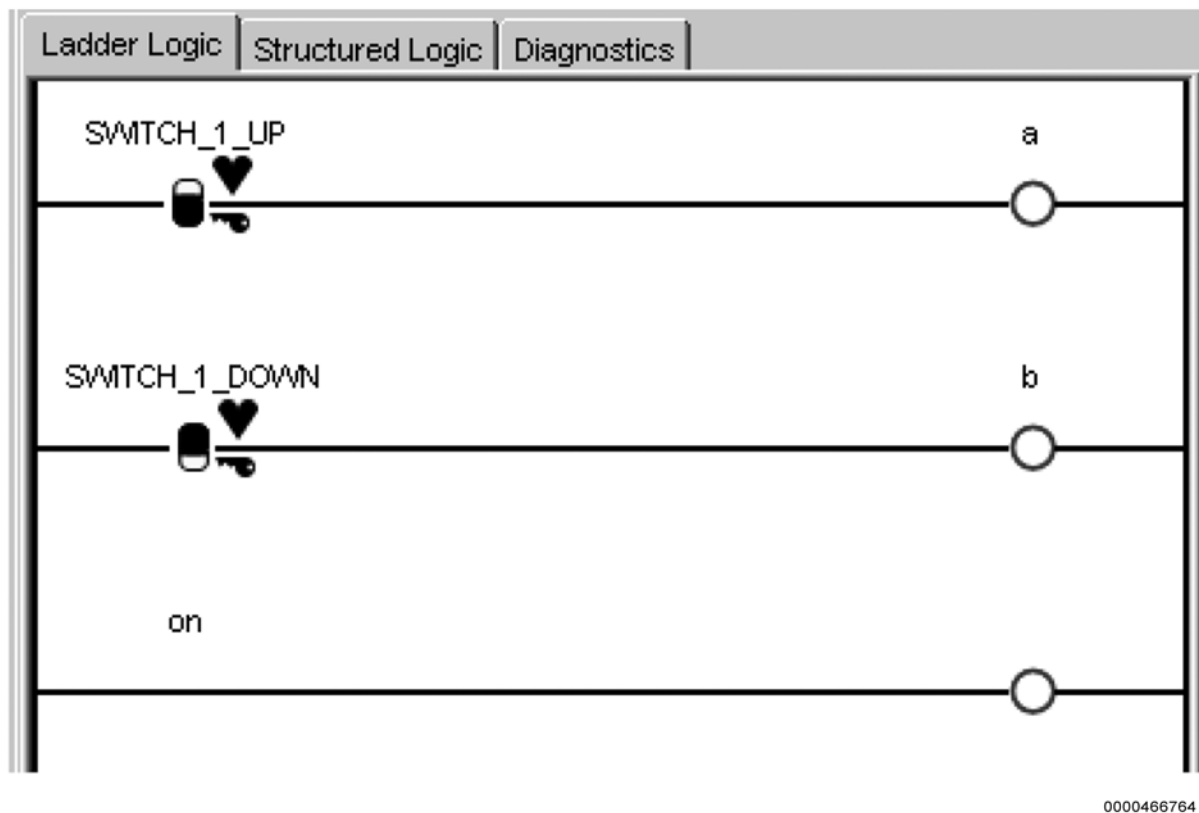 Ladder Logic Structured Logic Diagnostics
SWITCH_1_UP a
SWITCH_1_DOWN b
on
0000466764